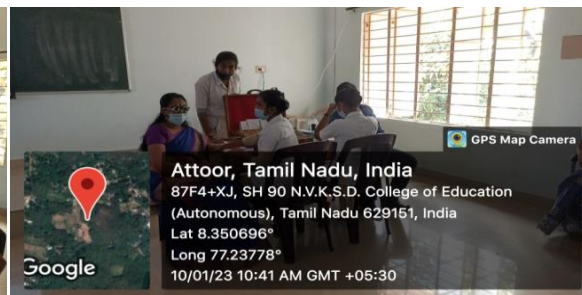 GPS Map Camera
Attoor, Tamil Nadu, India
87F4+XJ, SH 90 N.V.K.S.D. College of Education
(Autonomous), Tamil Nadu 629151, India
Lat 8.350696°
Long 77.23778°
10/01/23 10:41 AM GMT +05:30
Google